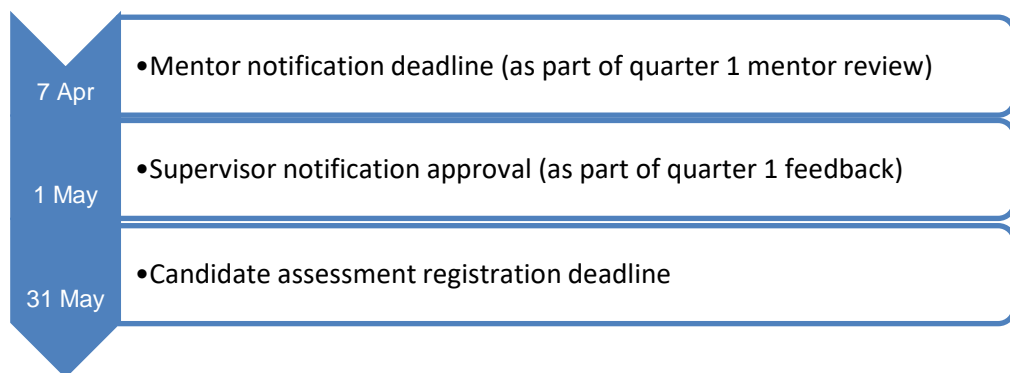 7 Apr
•Mentor notification deadline (as part of quarter 1 mentor review)
1 May
•Supervisor notification approval (as part of quarter 1 feedback)
31 May
•Candidate assessment registration deadline